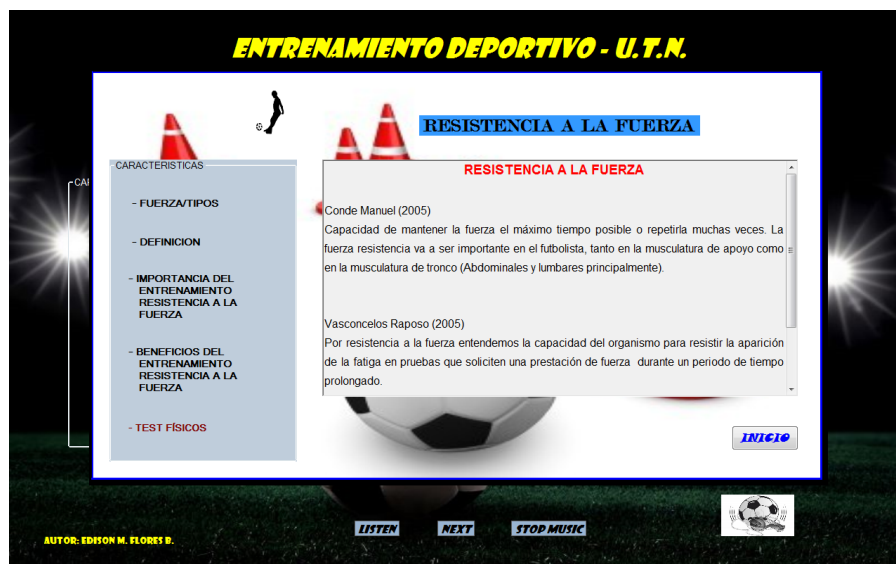 ENTRENAMIENTO DEPORTIVO - U.T.N.
RESISTENCIA A LA FUERZA
CARACTERISTICAS
- FUERZA/TIPOS
- DEFINICION
- IMPORTANCIA DEL
ENTRENAMIENTO
RESISTENCIA A LA
FUERZA
- BENEFICIOS DEL
ENTRENAMIENTO
RESISTENCIA A LA
FUERZA
- TEST FÍSICOS
RESISTENCIA A LA FUERZA
Conde Manuel (2005)
Capacidad de mantener la fuerza el máximo tiempo posible o repetirla muchas veces. La
fuerza resistencia va a ser importante en el futbolista, tanto en la musculatura de apoyo como
en la musculatura de tronco (Abdominales y lumbares principalmente).
Vasconcelos Raposo (2005)
Por resistencia a la fuerza entendemos la capacidad del organismo para resistir la aparición
de la fatiga en pruebas que soliciten una prestación de fuerza durante un periodo de tiempo
prolongado.
INICIO
LISTEN
NEXT
STOP MUSIC
AUTOR: EDISON M. FLORES B.